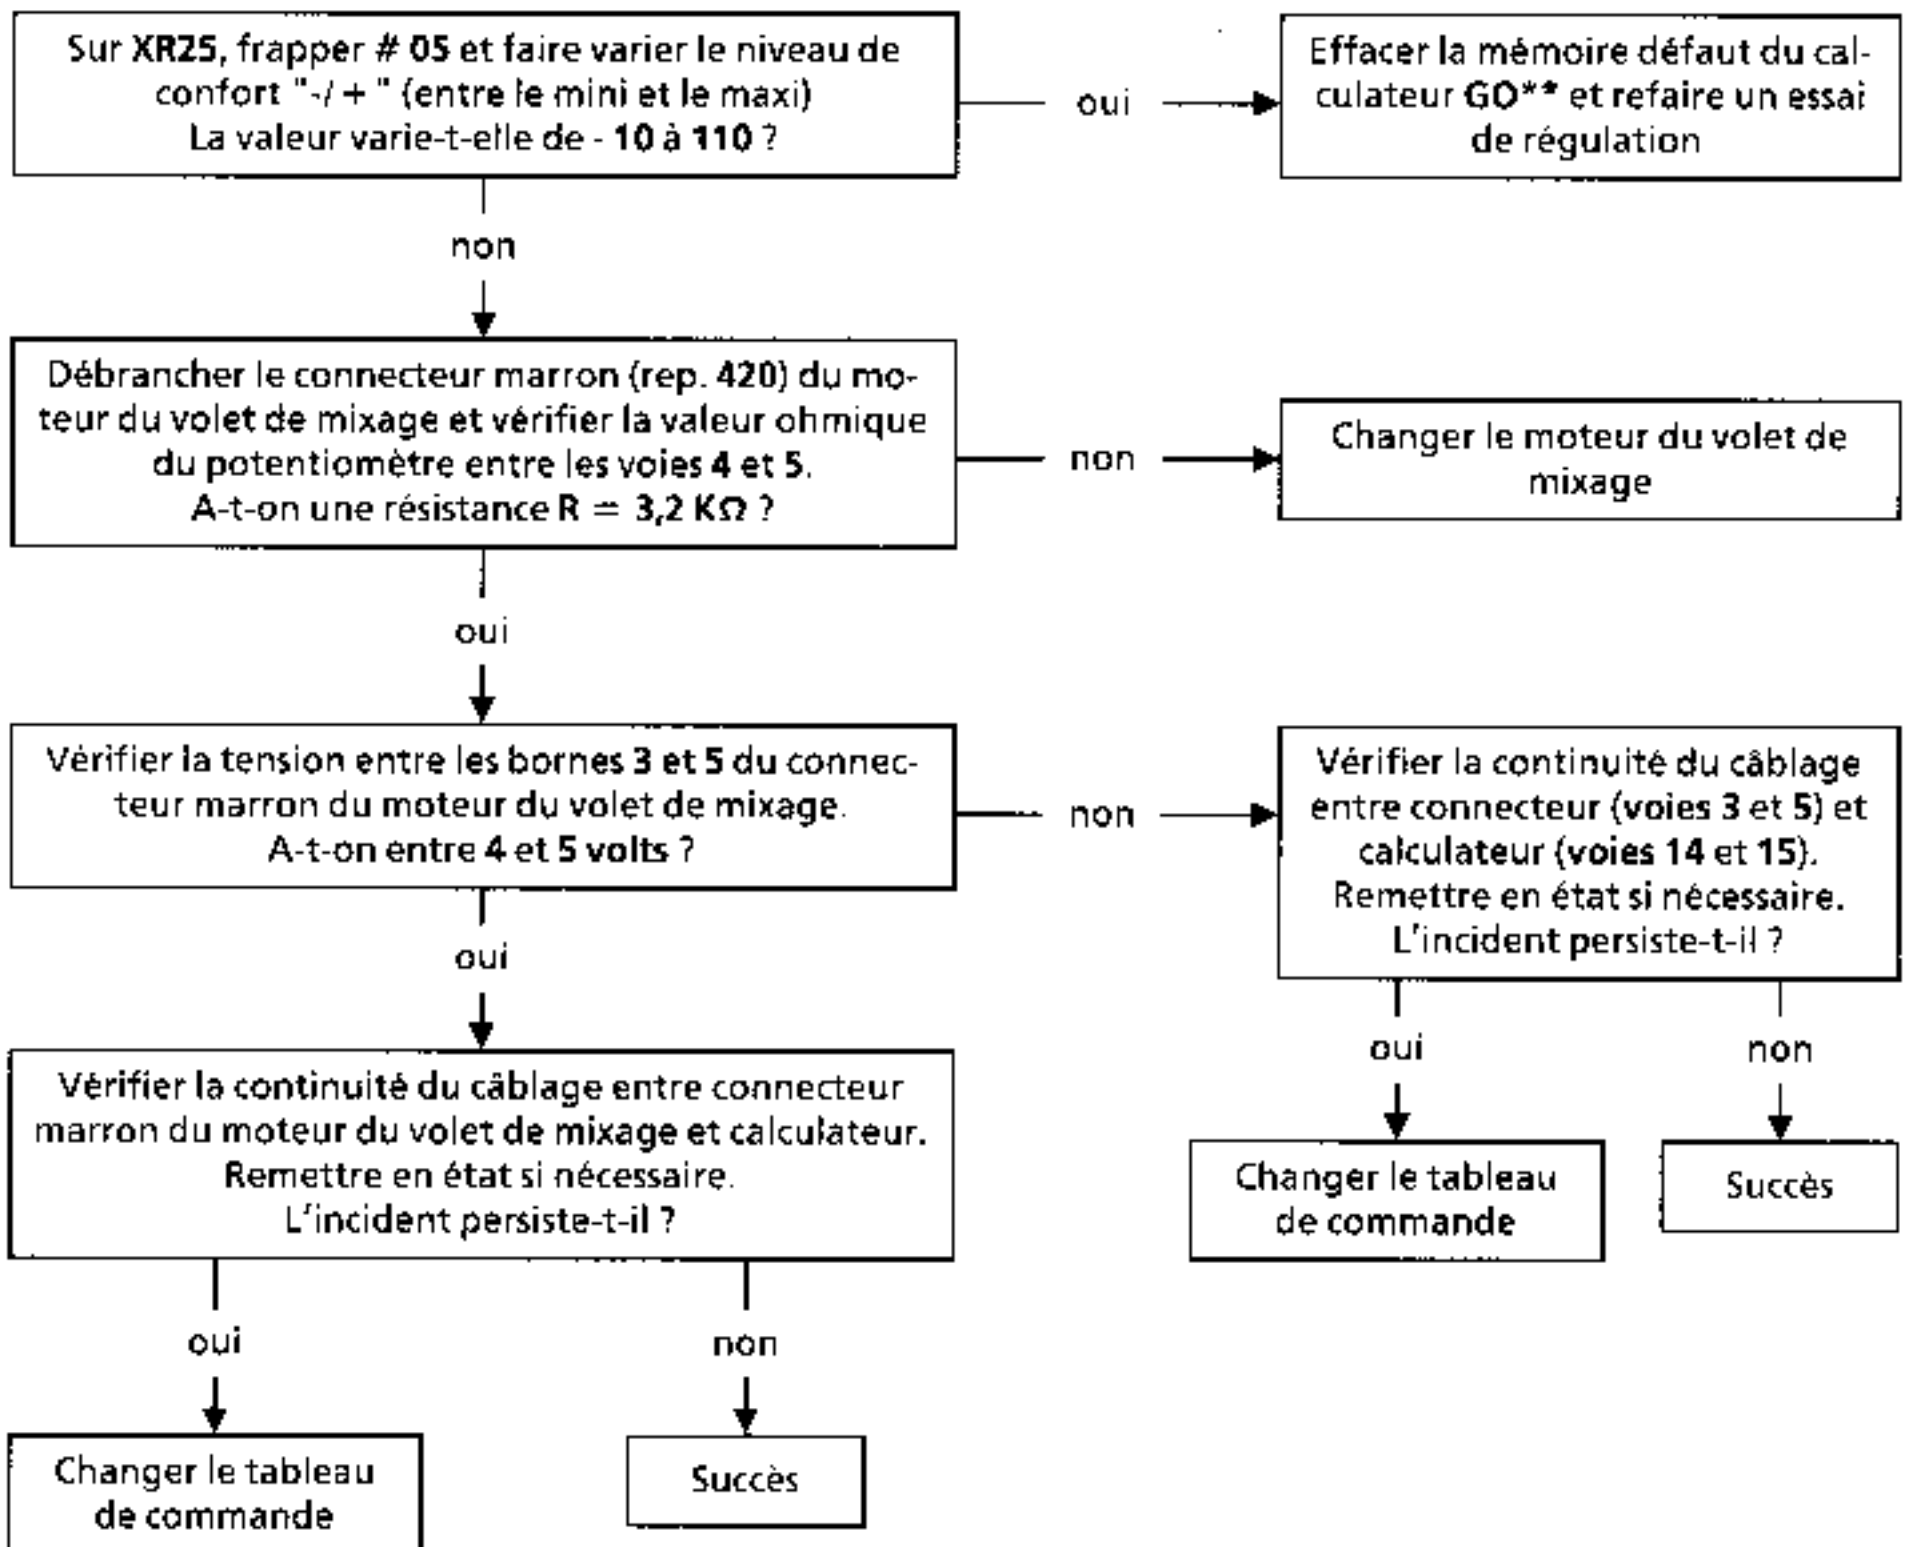 Sur XR25, frapper # 05 et faire varier le niveau de
confort "-/ + " (entre le mini et le maxi)
La valeur varie-t-elle de - 10 à 110 ?
oui
Effacer la mémoire défaut du cal-
culateur GO** et refaire un essai
de régulation
non
Débrancher le connecteur marron (rep. 420) du mo-
teur du volet de mixage et vérifier la valeur ohmique
du potentiomètre entre les voies 4 et 5.
A-t-on une résistance R = 3,2 KΩ ?
non
Changer le moteur du volet de
mixage
oui
Vérifier la tension entre les bornes 3 et 5 du connec-
teur marron du moteur du volet de mixage.
A-t-on entre 4 et 5 volts ?
non
Vérifier la continuité du câblage
entre connecteur (voies 3 et 5) et
calculateur (voies 14 et 15).
Remettre en état si nécessaire.
L'incident persiste-t-il ?
oui
oui
non
Vérifier la continuité du câblage entre connecteur
marron du moteur du volet de mixage et calculateur.
Remettre en état si nécessaire.
L'incident persiste-t-il ?
Changer le tableau
de commande
Succès
oui
non
Changer le tableau
de commande
Succès